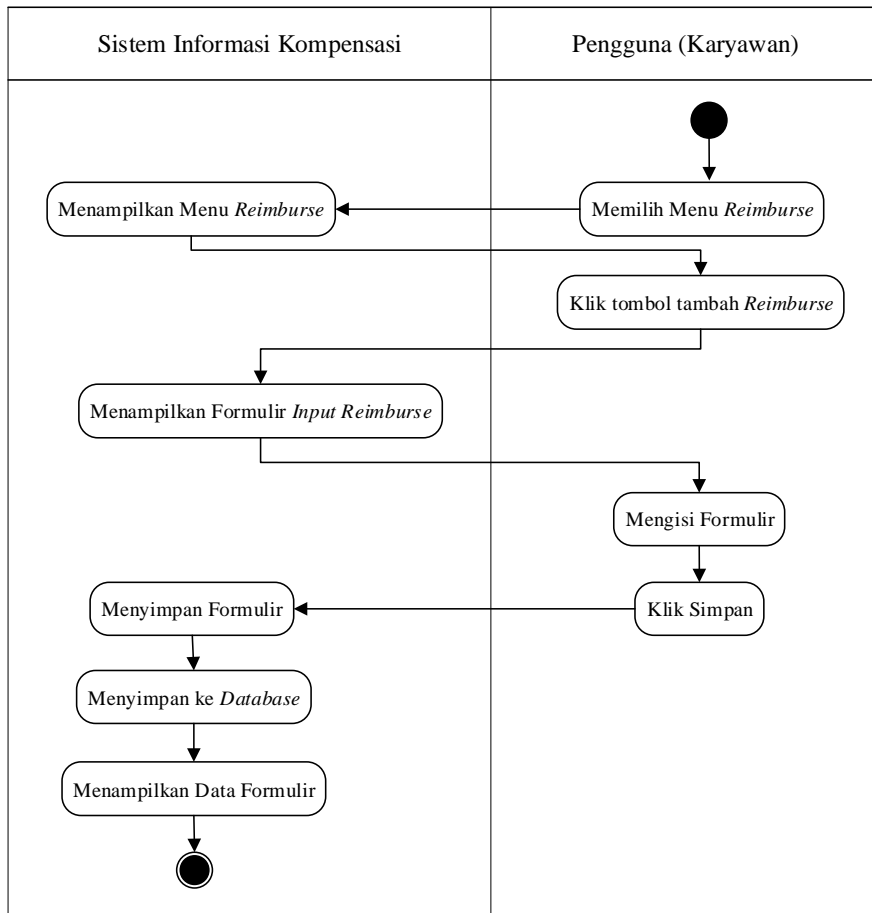 Sistem Informasi Kompensasi
Pengguna (Karyawan)
Menampilkan Menu Reimburse
Memilih Menu Reimburse
Klik tombol tambah Reimburse
Menampilkan Formulir Input Reimburse
Mengisi Formulir
Menyimpan Formulir
Klik Simpan
Menyimpan ke Database
Menampilkan Data Formulir